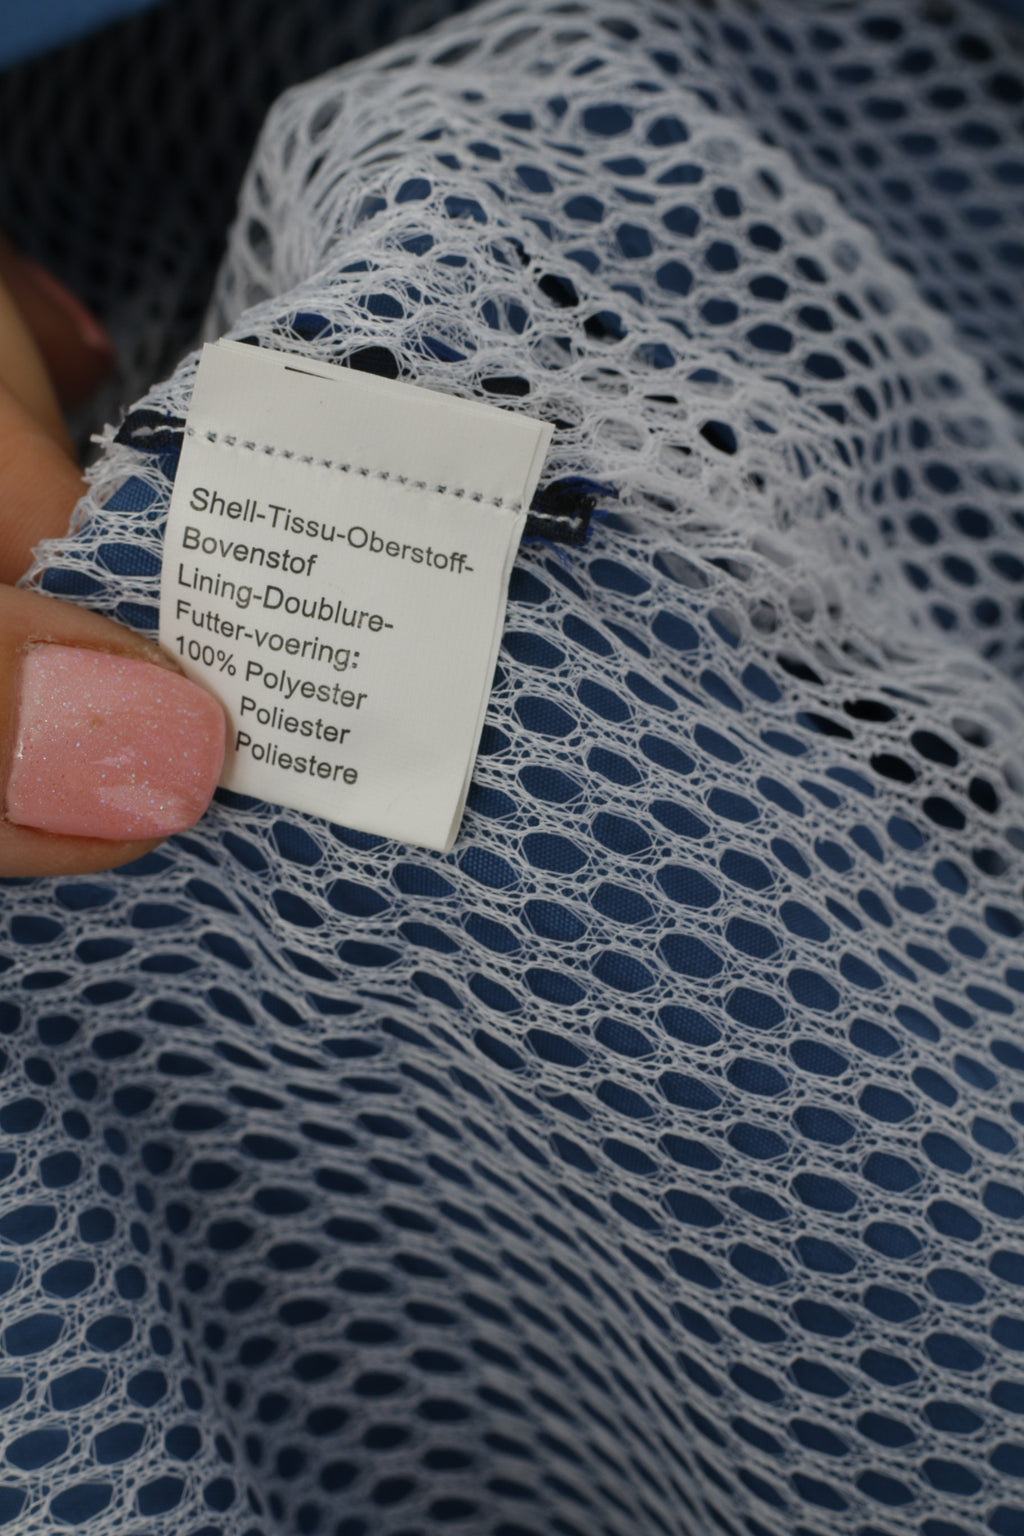 Shell-Tissu-Oberstoff-
Bovenstof
Lining-Doublure-
Futter-voering:
100% Polyester
Poliester
Poliestere